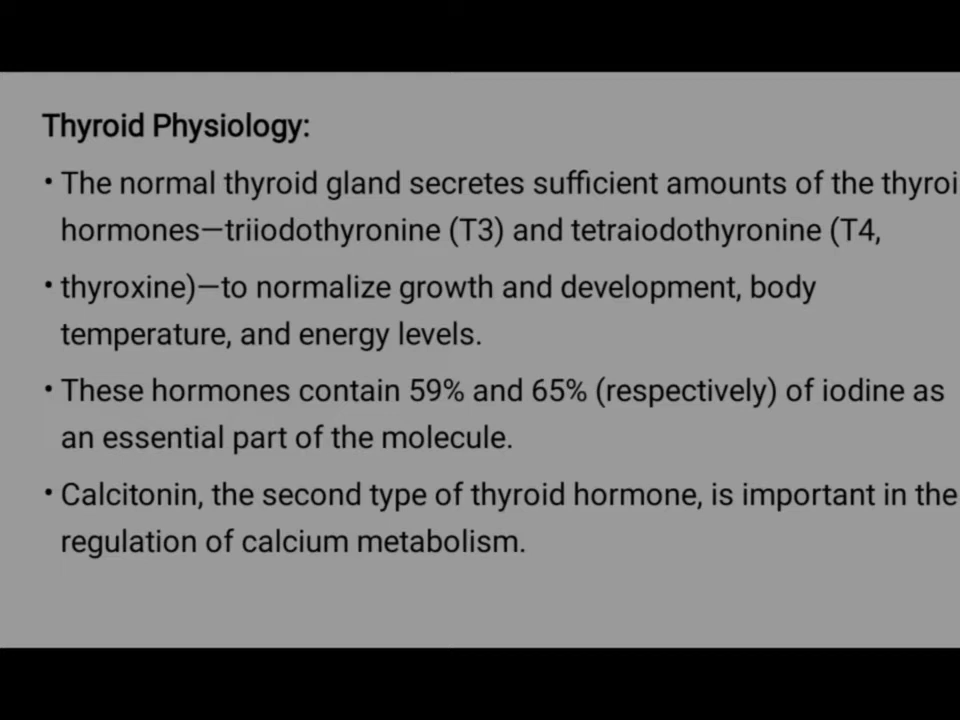 Thyroid Physiology:
• The normal thyroid gland secretes sufficient amounts of the thyroi
hormones—triiodothyronine (T3) and tetraiodothyronine (T4,
• thyroxine)—to normalize growth and development, body
temperature, and energy levels.
• These hormones contain 59% and 65% (respectively) of iodine as
an essential part of the molecule.
• Calcitonin, the second type of thyroid hormone, is important in the
regulation of calcium metabolism.